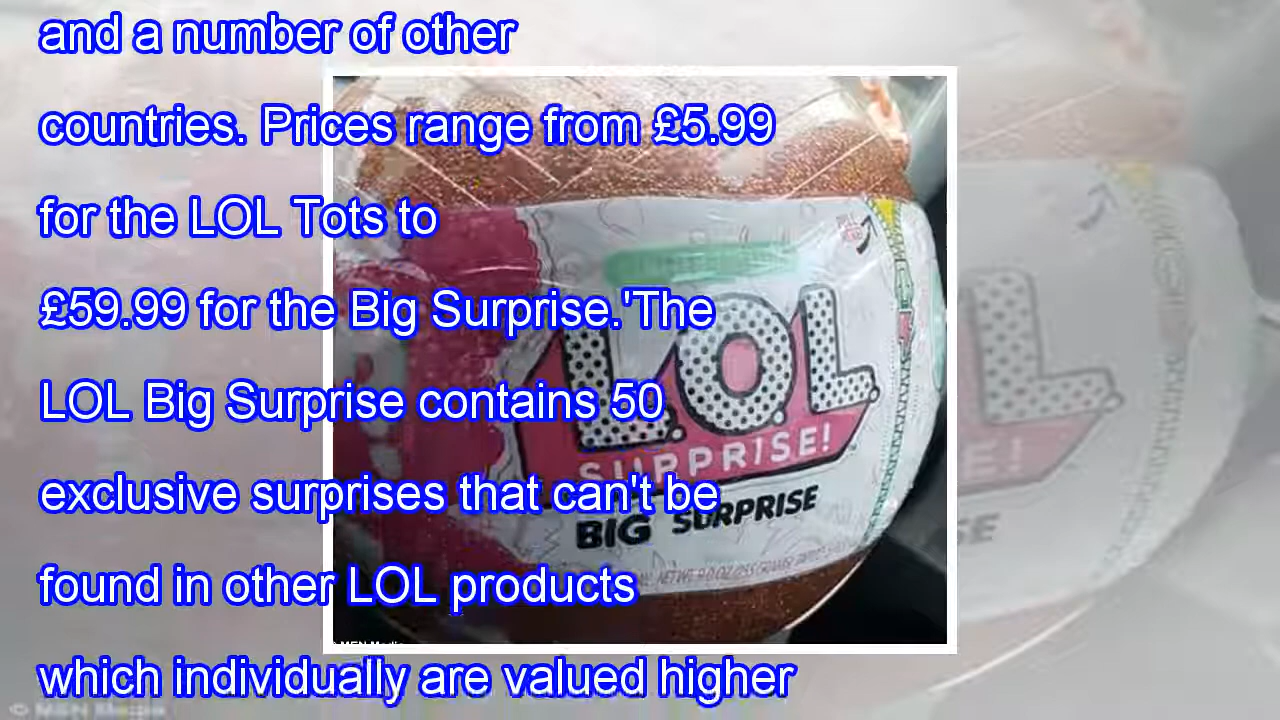 and a number of other
countries. Prices range from £5.99
for the LOL Tots to
£59.99 for the Big Surprise.'The
LOL Big Surprise contains 50
exclusive surprises that can't be
found in other LOL products
which individually are valued higher
L.O.L.
SURPRISE!
BIG SURPRISE
© MEN Media